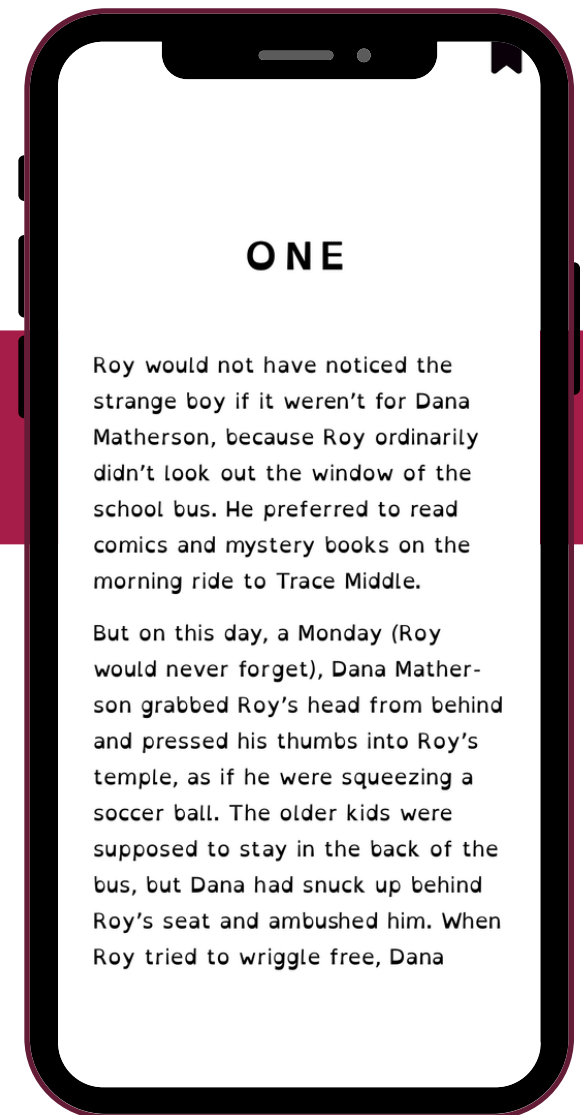 ONE
Roy would not have noticed the
strange boy if it weren’t for Dana
Matherson, because Roy ordinarily
didn’t look out the window of the
school bus. He preferred to read
comics and mystery books on the
morning ride to Trace Middle.
But on this day, a Monday (Roy
would never forget), Dana Mather-
son grabbed Roy’s head from behind
and pressed his thumbs into Roy’s
temple, as if he were squeezing a
soccer ball. The older kids were
supposed to stay in the back of the
bus, but Dana had snuck up behind
Roy’s seat and ambushed him. When
Roy tried to wriggle free, Dana